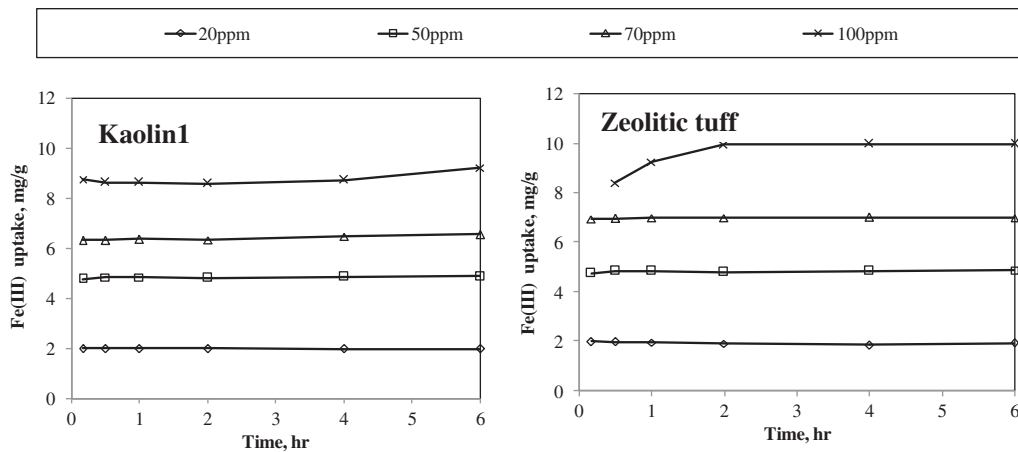 20ppm 50ppm 70ppm 100ppm
Kaolin1
Fe(III) uptake, mg/g
12
10
8
6
4
2
0
0 1 2 3 4 5 6
Time, hr
Zeolitic tuff
Fe(III) uptake, mg/g
12
10
8
6
4
2
0
0 1 2 3 4 5 6
Time, hr